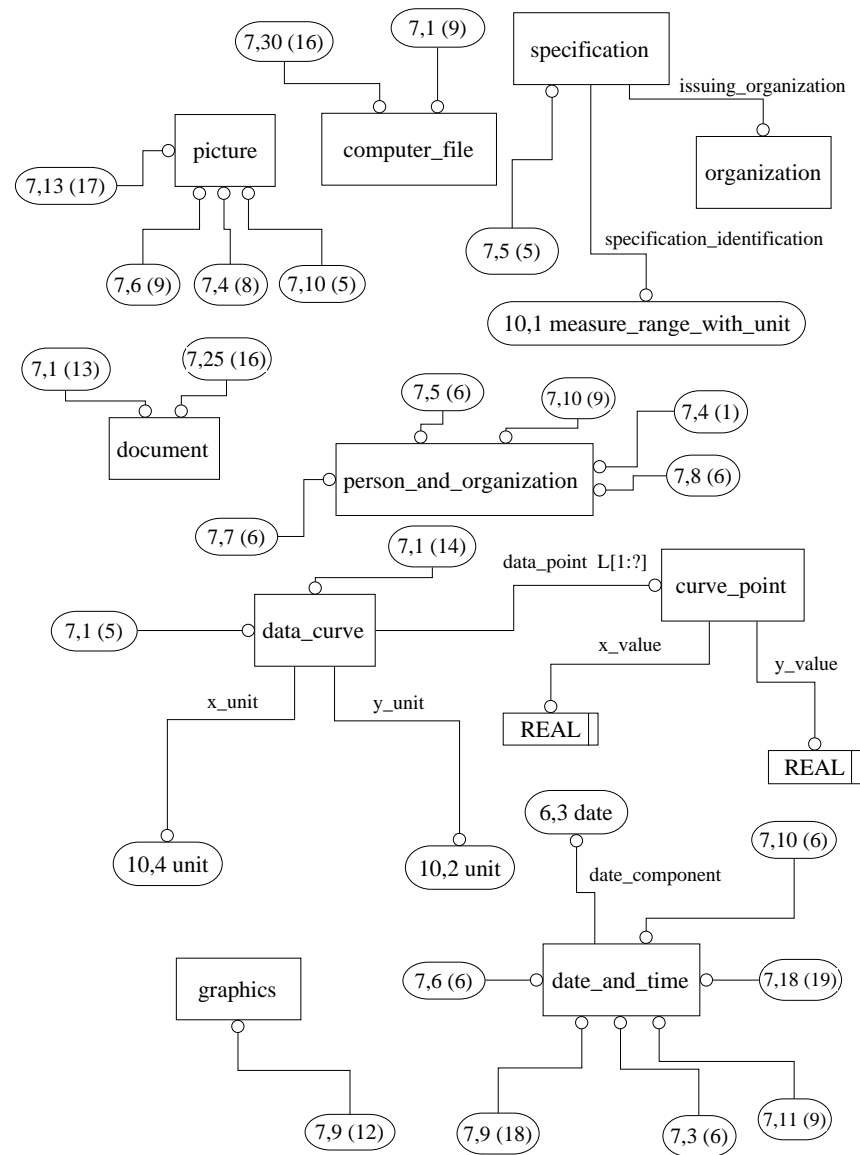 7,30 (16)
7,1 (9)
specification
issuing_organization
picture
computer_file
organization
7,13 (17)
specification_identification
7,5 (5)
7,6 (9)
7,4 (8)
7,10 (5)
10,1 measure_range_with_unit
7,1 (13)
7,25 (16)
7,5 (6)
7,10 (9)
7,4 (1)
document
person_and_organization
7,8 (6)
7,7 (6)
7,1 (14)
data_point L[1:?]
curve_point
7,1 (5)
data_curve
x_value
y_value
x_unit
y_unit
REAL
REAL
6,3 date
7,10 (6)
10,4 unit
10,2 unit
date_component
graphics
7,6 (6)
date_and_time
7,18 (19)
7,9 (12)
7,9 (18)
7,3 (6)
7,11 (9)